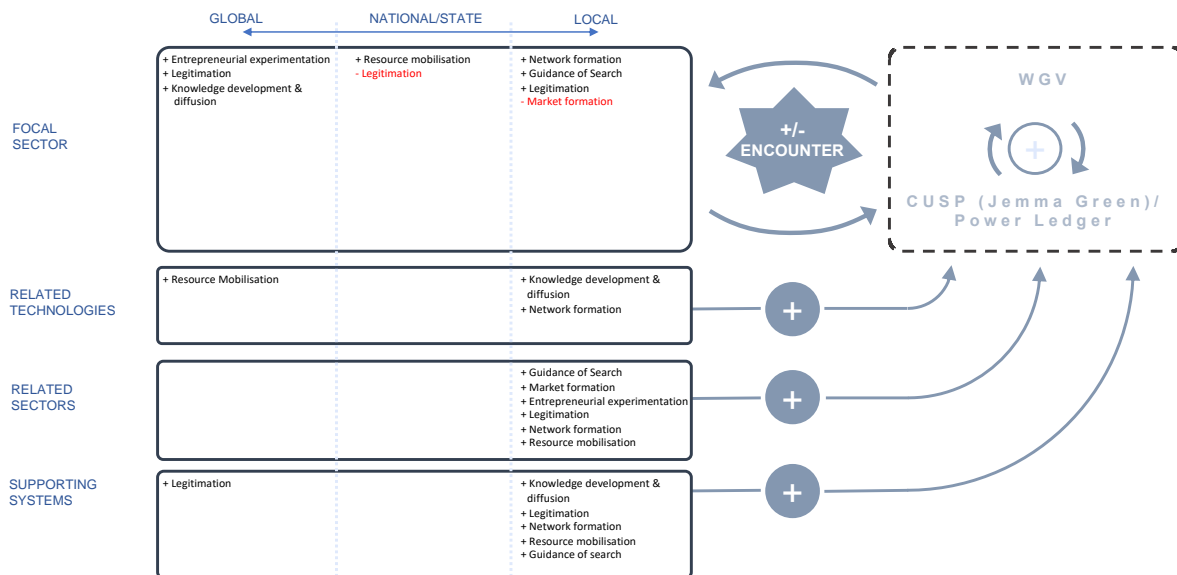 GLOBAL
NATIONAL/STATE
LOCAL
FOCAL
SECTOR
+ Entrepreneurial experimentation
+ Legitimation
+ Knowledge development &
diffusion
+ Resource mobilisation
- Legitimation
+ Network formation
+ Guidance of Search
+ Legitimation
- Market formation
+/-
ENCOUNTER
WGV
+
CUSP (Jemma Green)/
Power Ledger
RELATED
TECHNOLOGIES
+ Resource Mobilisation
+ Knowledge development &
diffusion
+ Network formation
+
RELATED
SECTORS
+ Guidance of Search
+ Market formation
+ Entrepreneurial experimentation
+ Legitimation
+ Network formation
+ Resource mobilisation
+
SUPPORTING
SYSTEMS
+ Legitimation
+ Knowledge development &
diffusion
+ Legitimation
+ Network formation
+ Resource mobilisation
+ Guidance of search
+